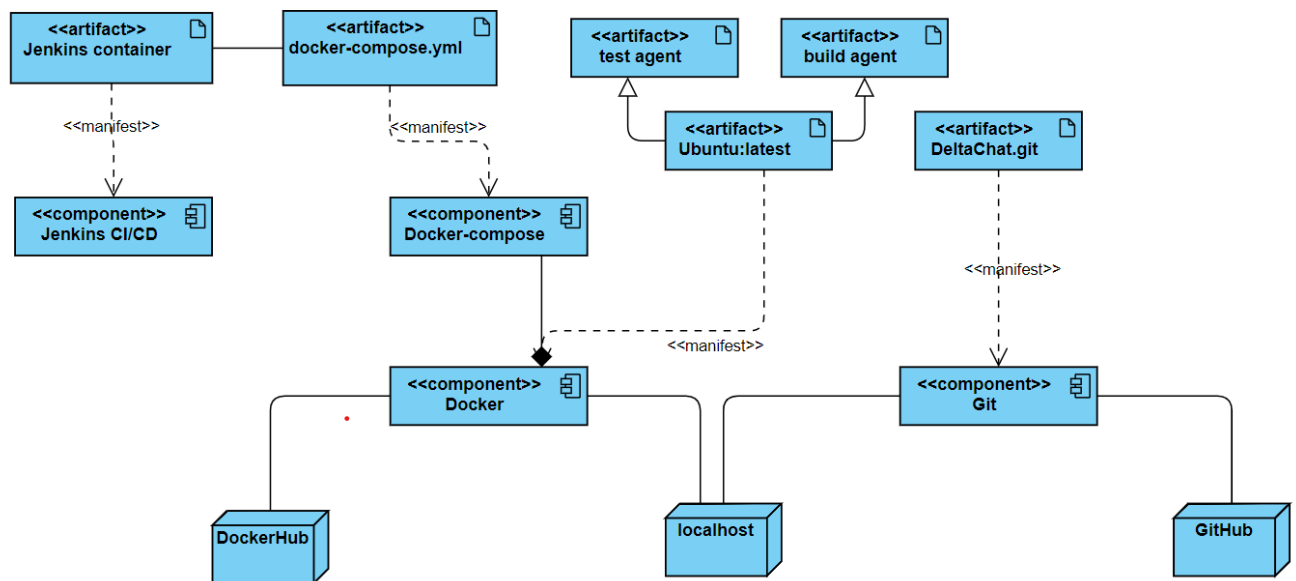 <<artifact>>
Jenkins container
<<artifact>>
docker-compose.yml
<<artifact>>
test agent
<<artifact>>
build agent
<<manifest>>
<<manifest>>
<<artifact>>
Ubuntu:latest
<<artifact>>
DeltaChat.git
<<component>>
Jenkins CI/CD
<<component>>
Docker-compose
<<manifest>>
<<manifest>>
<<component>>
Docker
<<component>>
Git
DockerHub
localhost
GitHub